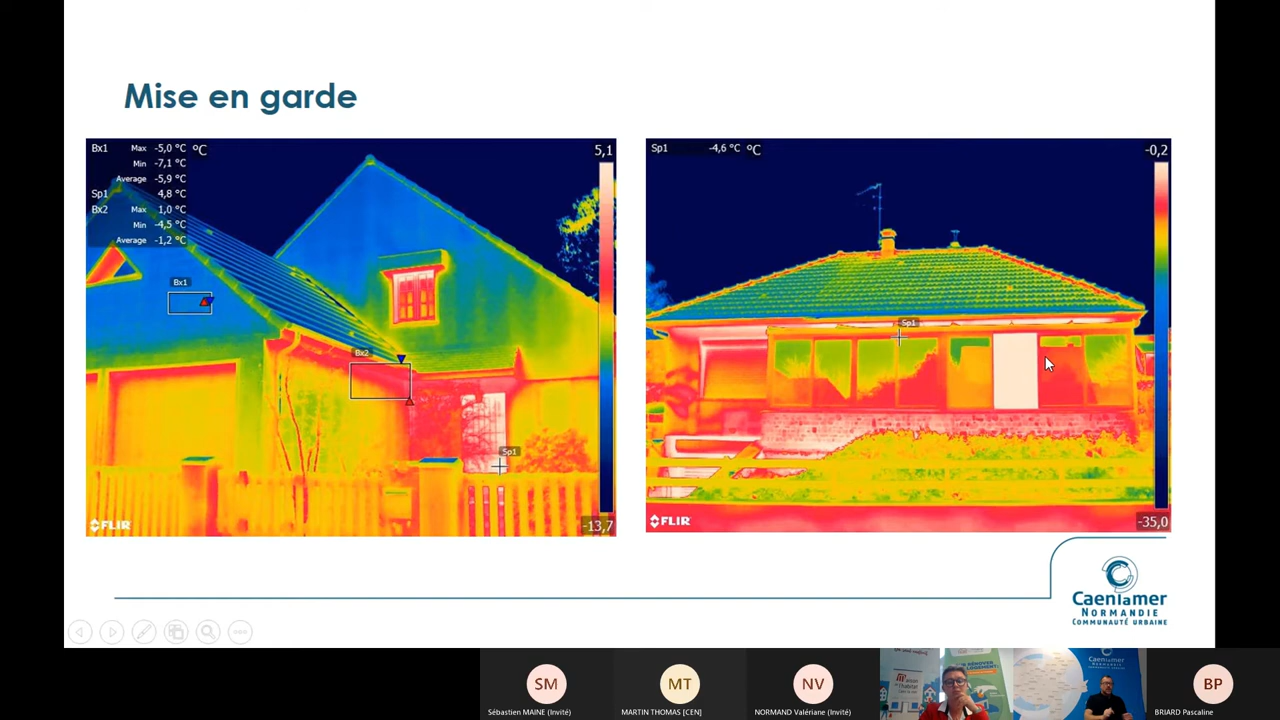 Mise en garde
Bx1 Max -5,0 °C °C
Min -7,1 °C
Average -5,9 °C
Sp1 4,8 °C
Bx2 Max 1,0 °C
Min -4,5 °C
Average -1,2 °C
5,1
Bx1
Bx2
Sp1
FLIR
-13,7
Sp1 -4,6 °C °C
-0,2
Sp1
FLIR
-35,0
Caen la mer
NORMANDIE
COMMUNAUTÉ URBAINE
SM
Sébastien MAINE (Invité)
MT
MARTIN THOMAS [CEN]
NV
NORMAND Valériane (Invité)
BP
BRIARD Pascaline